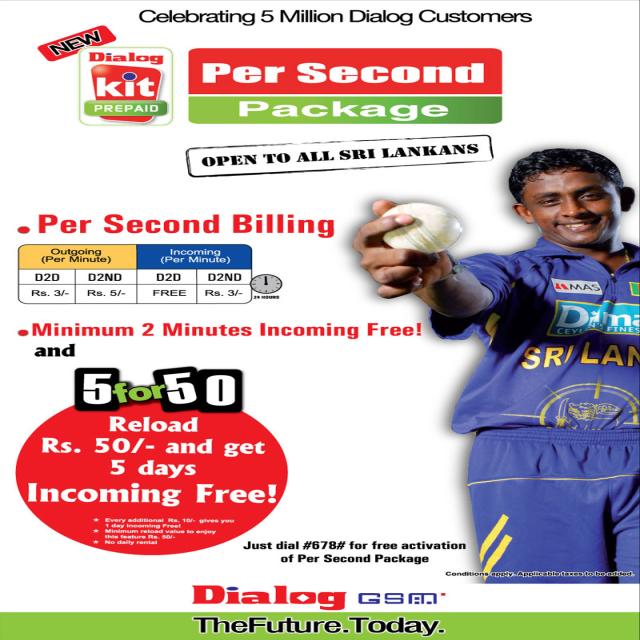 Celebrating 5 Million Dialog Customers
NEW
Dialog
kit
PREPAID
Per Second
Package
OPEN TO ALL SRI LANKANS
• Per Second Billing
Outgoing (Per Minute) Incoming (Per Minute)
D2D D2ND D2D D2ND
Rs. 3/- Rs. 5/- FREE Rs. 3/-
24 HOURS
• Minimum 2 Minutes Incoming Free!
and
5for50
Reload
Rs. 50/- and get
5 days
Incoming Free!
★ Every additional Rs. 10/- gives you
1 day Incoming Free!
★ Minimum reload value to enjoy
this feature Rs. 50/-
★ No daily rental
MAS
SRI LAN
Just dial #678# for free activation
of Per Second Package
Conditions apply. Applicable taxes to be added.
Dialog GSM
TheFuture.Today.